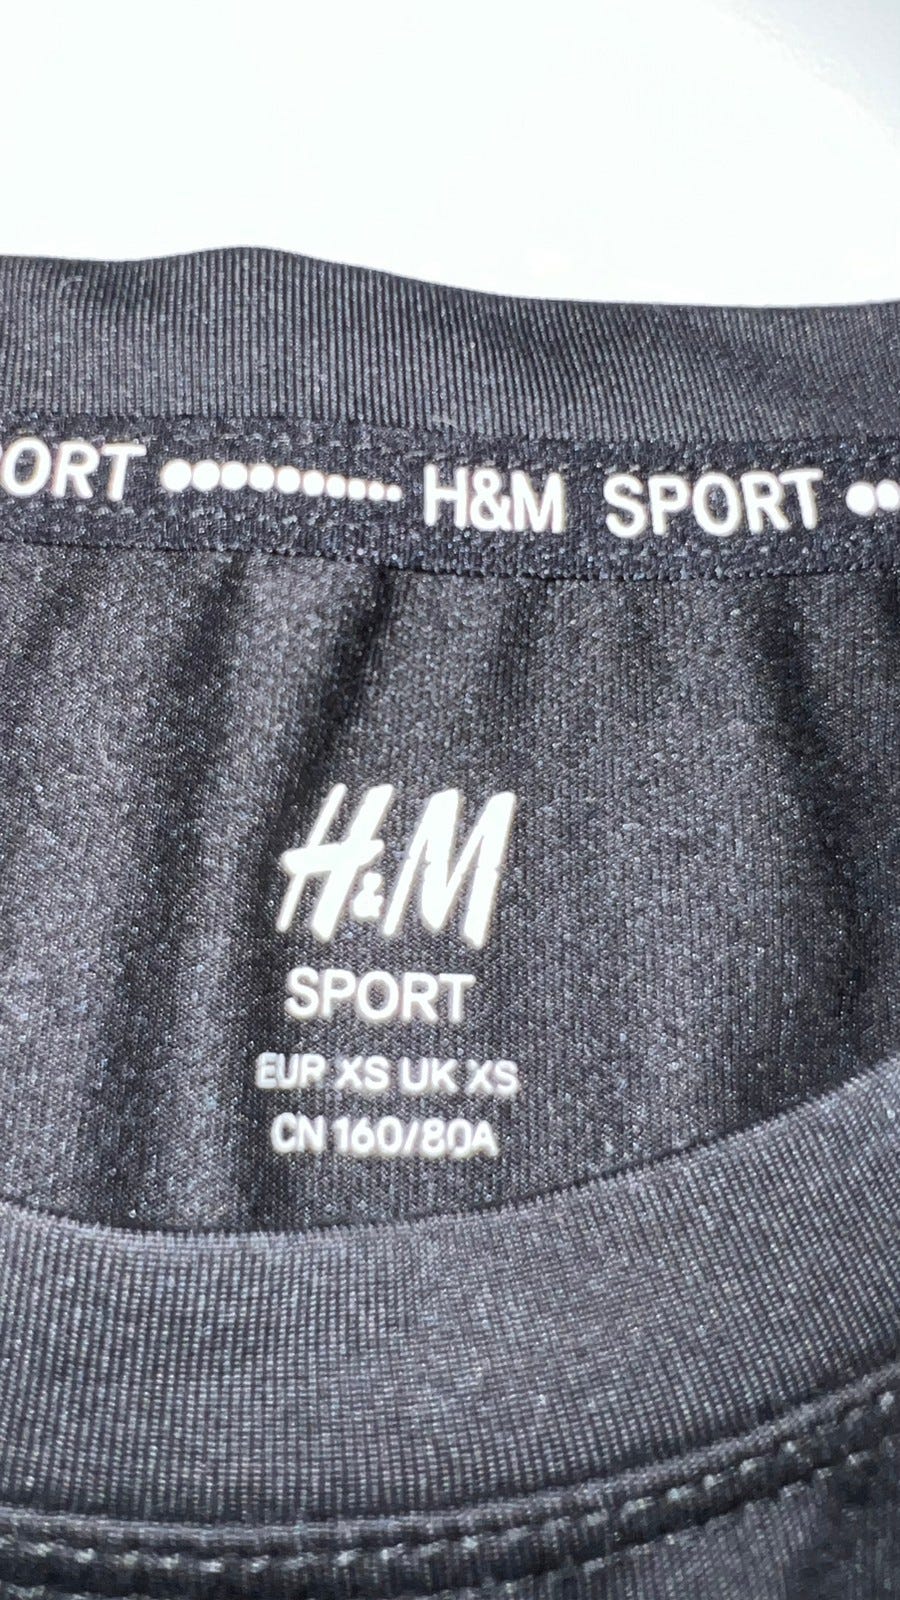 ORT •••••••••• H&M SPORT ••
H&M
SPORT
EUR XS UK XS
CN 160/80A